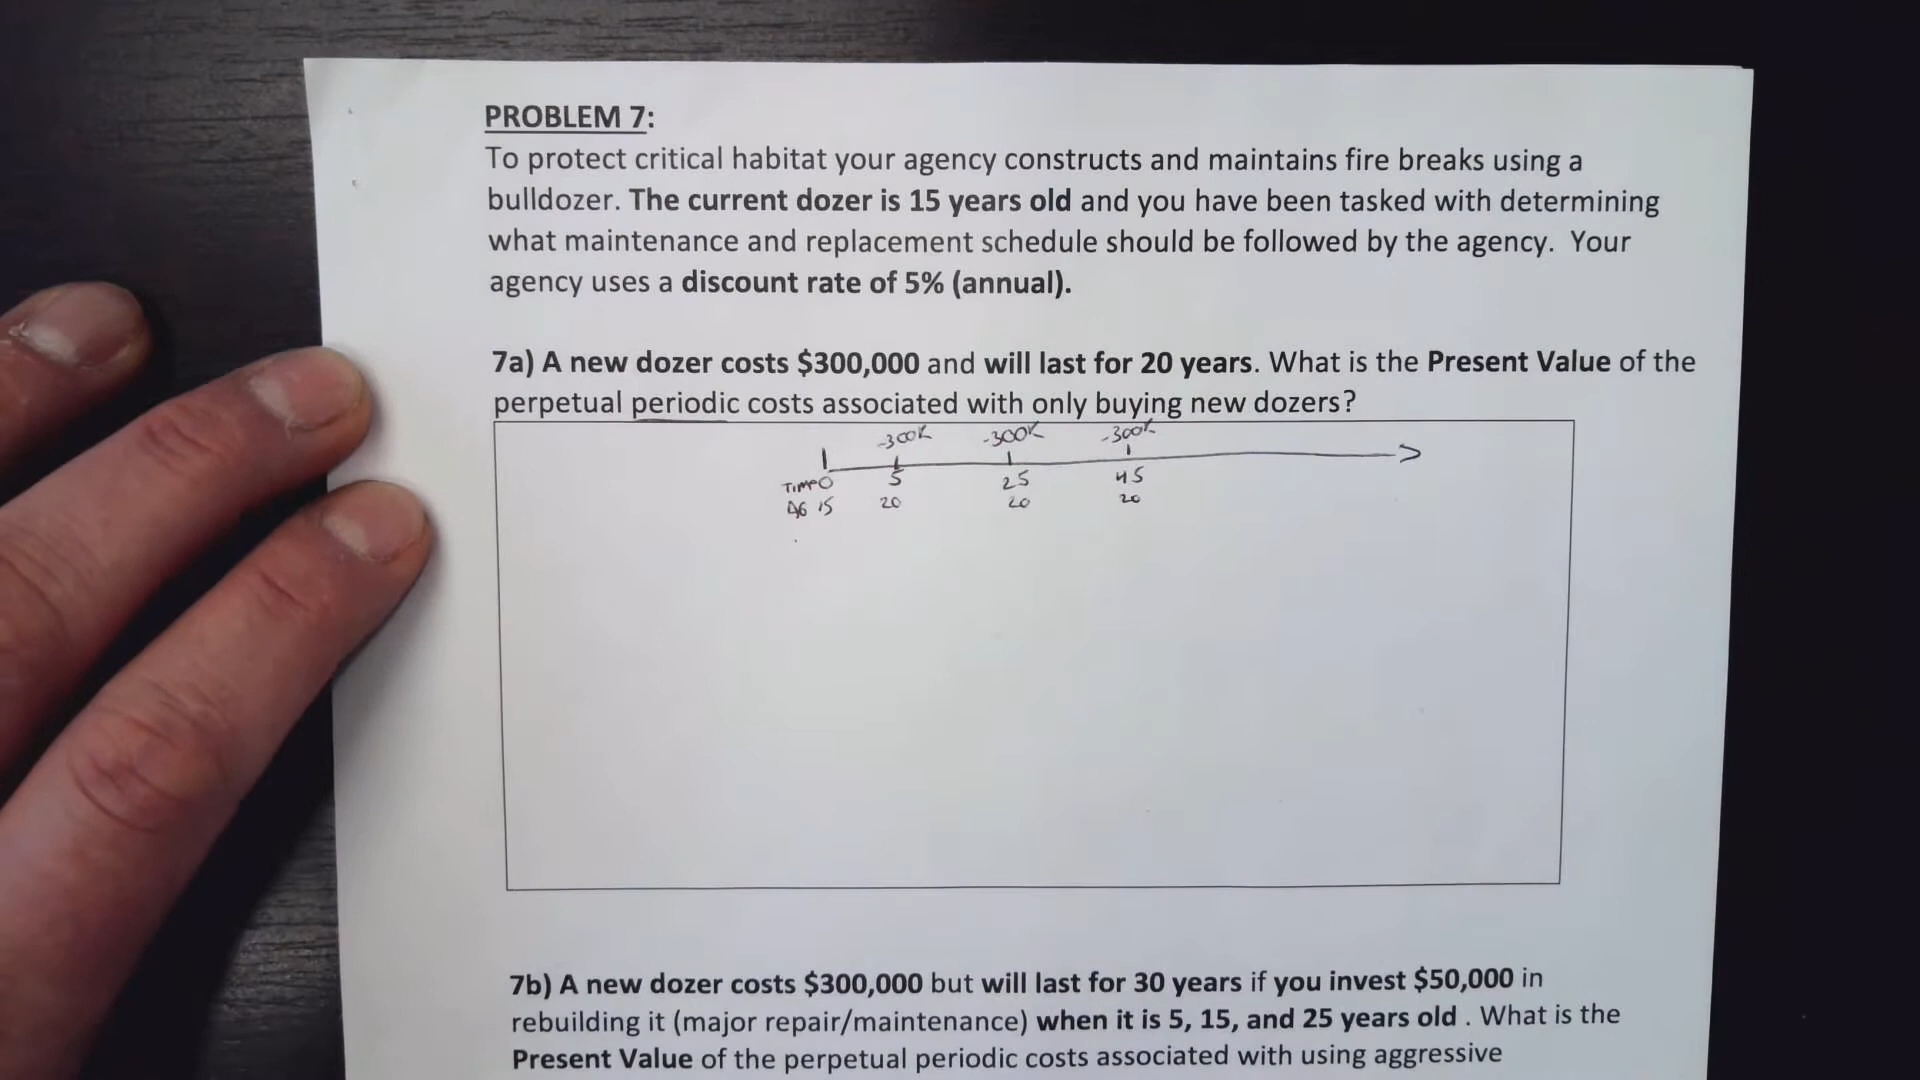 PROBLEM 7:
To protect critical habitat your agency constructs and maintains fire breaks using a
bulldozer. The current dozer is 15 years old and you have been tasked with determining
what maintenance and replacement schedule should be followed by the agency. Your
agency uses a discount rate of 5% (annual).
7a) A new dozer costs $300,000 and will last for 20 years. What is the Present Value of the
perpetual periodic costs associated with only buying new dozers?
-300K -300K -300K
Time 0 5 25 45
AG 15 20 20 20
7b) A new dozer costs $300,000 but will last for 30 years if you invest $50,000 in
rebuilding it (major repair/maintenance) when it is 5, 15, and 25 years old . What is the
Present Value of the perpetual periodic costs associated with using aggressive